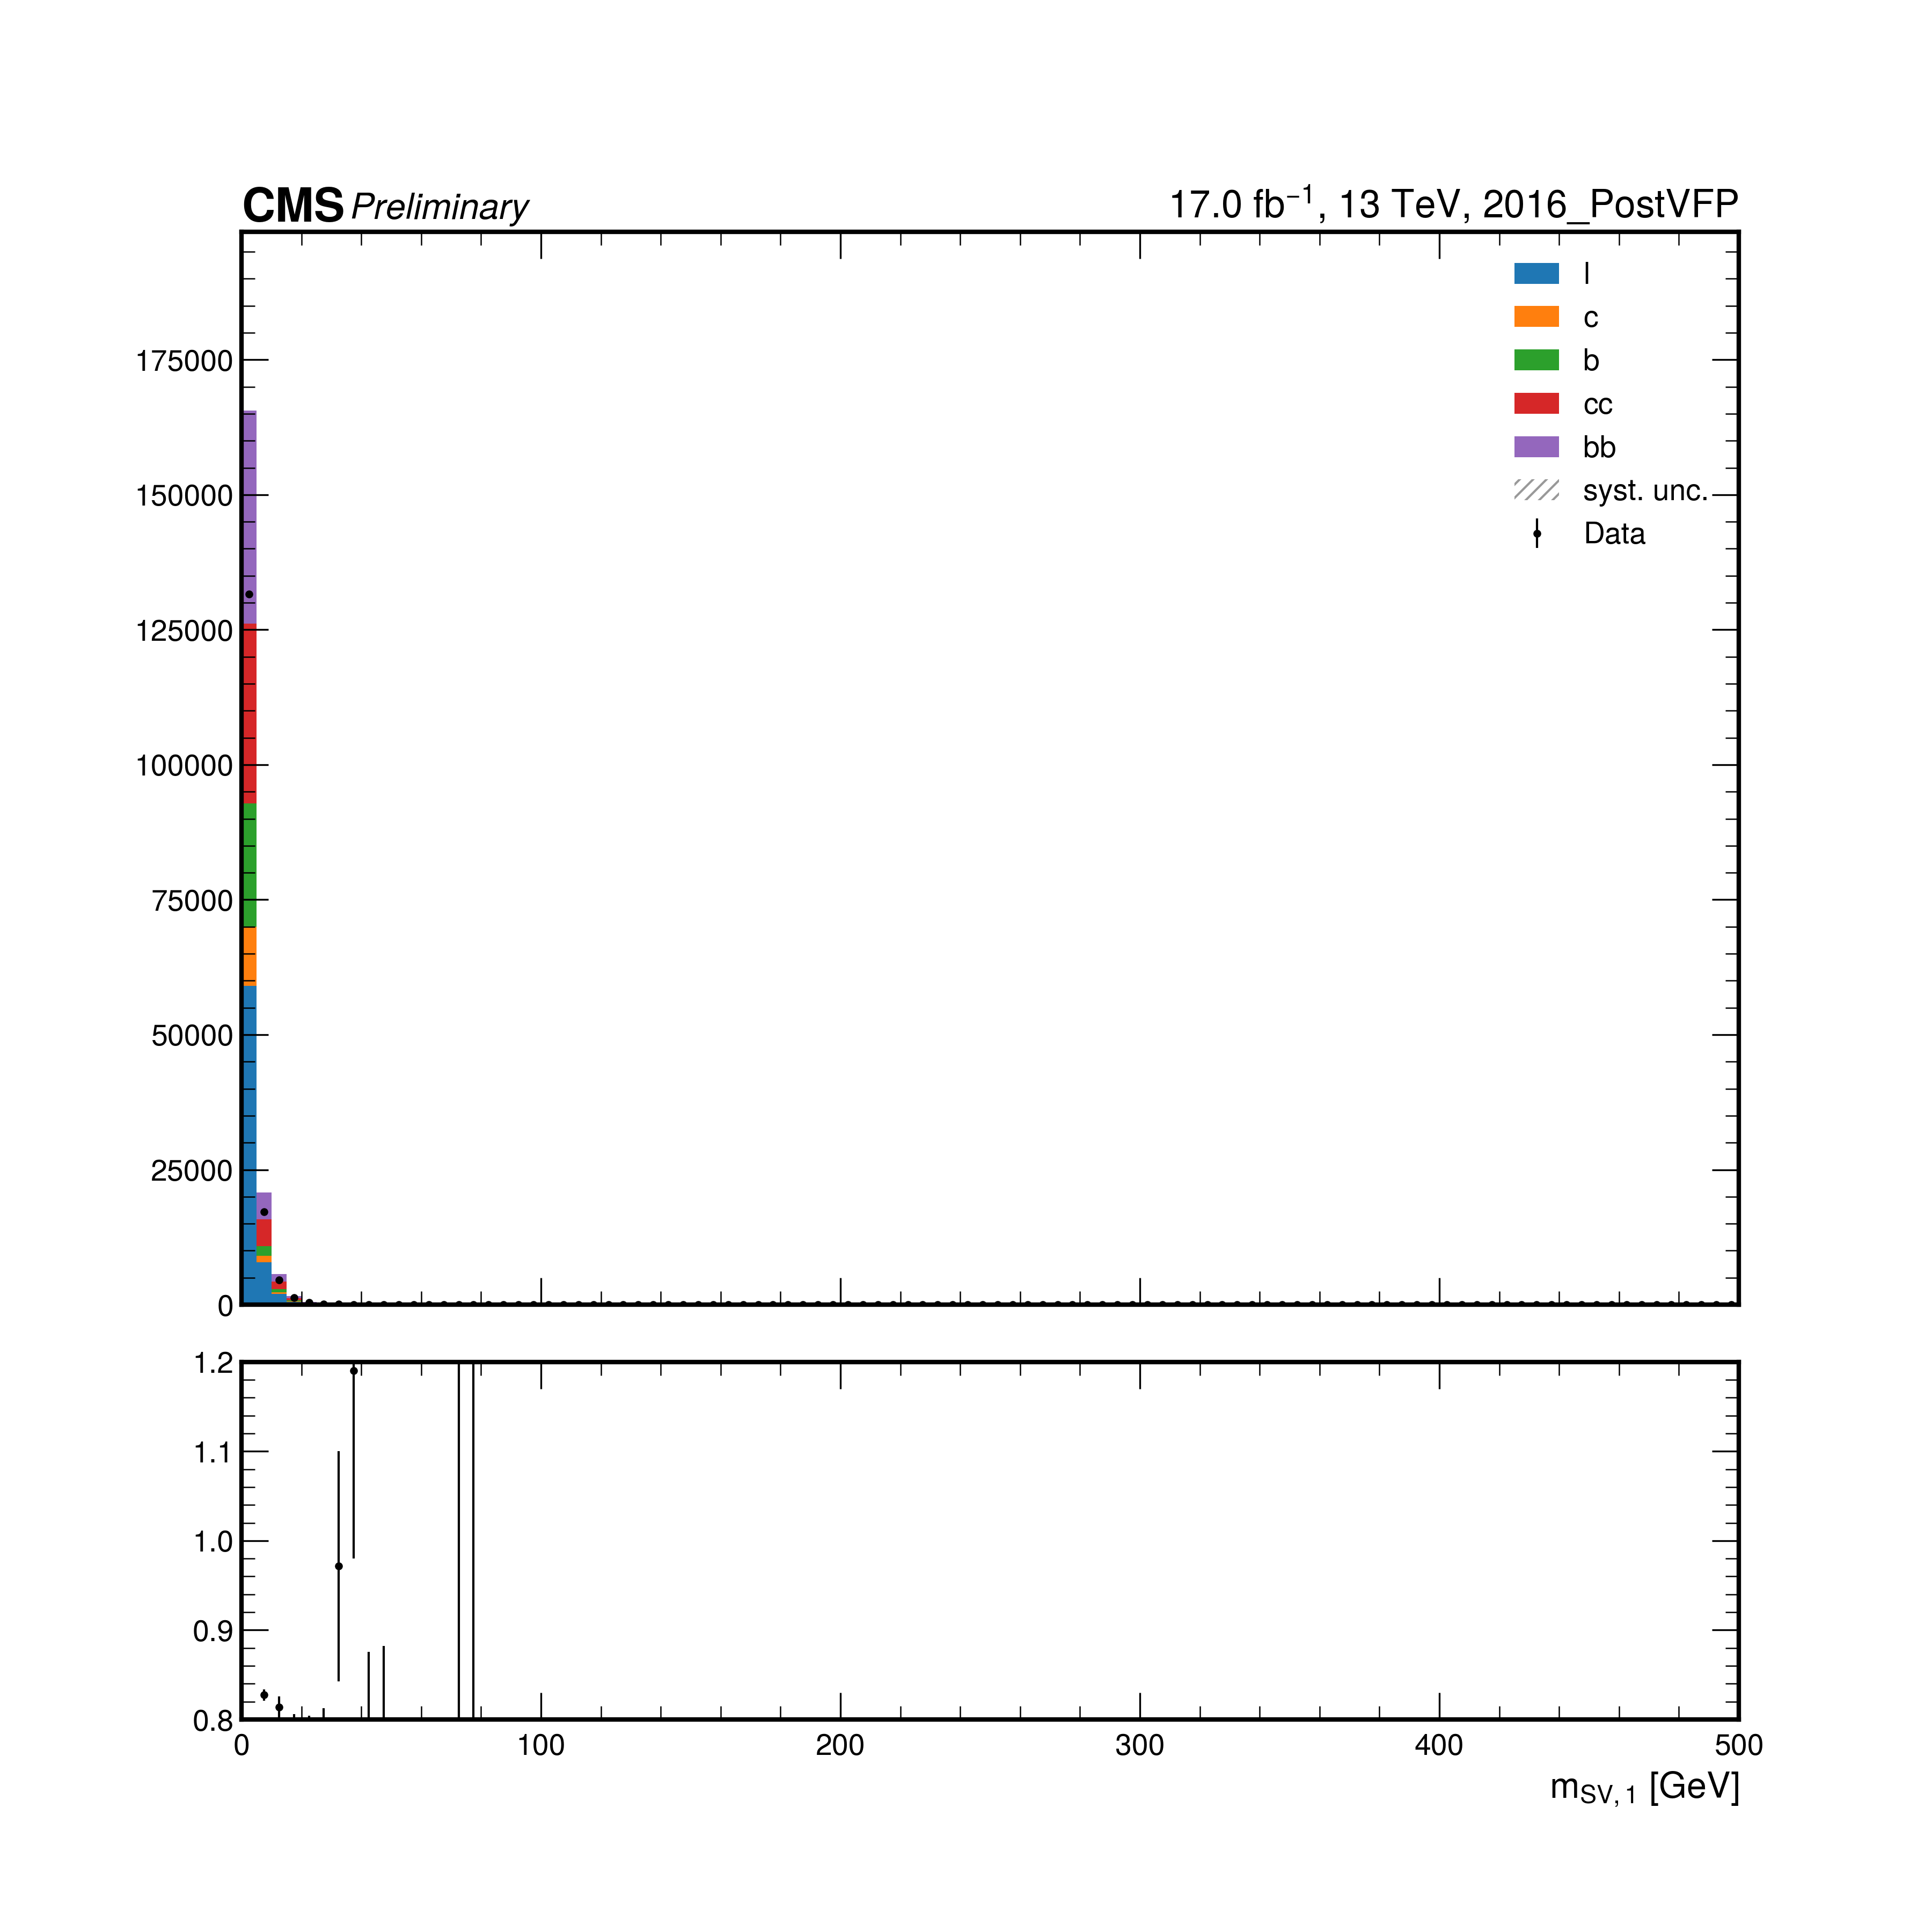 CMS Preliminary
17.0 fb⁻¹, 13 TeV, 2016_PostVFP
l
c
b
cc
bb
syst. unc.
Data
175000
150000
125000
100000
75000
50000
25000
0
1.2
1.1
1.0
0.9
0.8
0 100 200 300 400 500
m_SV, 1 [GeV]